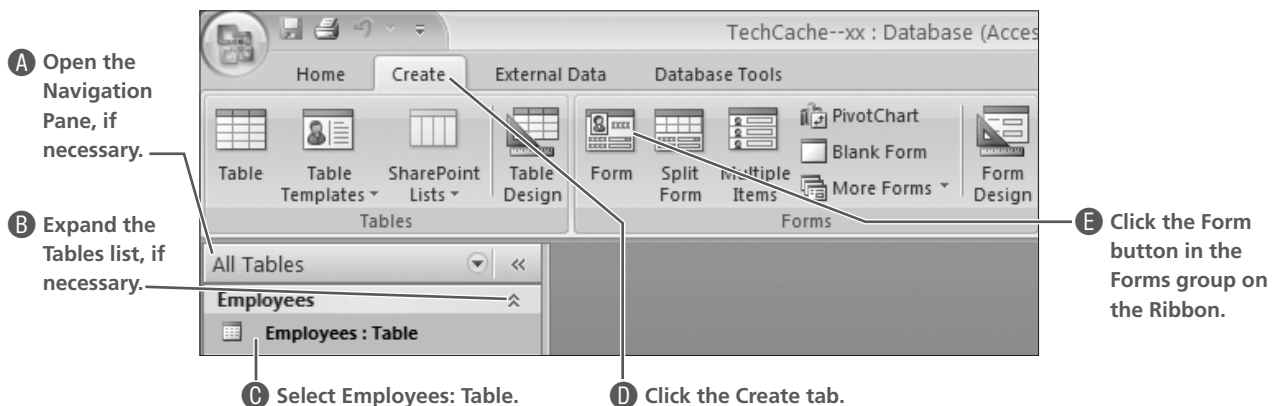 TechCache--xx : Database (Acces
Home Create External Data Database Tools
A Open the
Navigation
Pane, if
necessary.
B Expand the
Tables list, if
necessary.
Table
Table
Templates
SharePoint
Lists
Table
Design
Tables
Form
Split
Form
Multiple
Items
PivotChart
Blank Form
More Forms
Form
Design
Forms
All Tables
Employees
Employees : Table
E Click the Form
button in the
Forms group on
the Ribbon.
C Select Employees: Table.
D Click the Create tab.